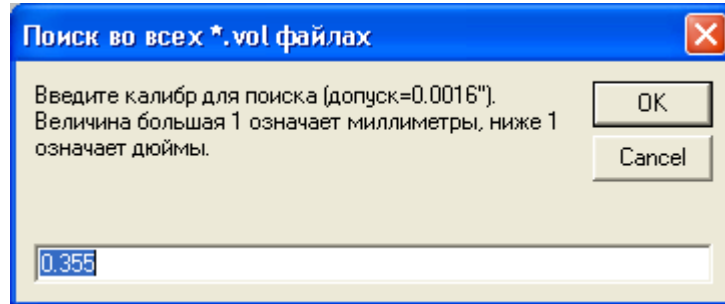 Поиск во всех *.vol файлах
Введите калибр для поиска (допуск=0.0016").
Величина большая 1 означает миллиметры, ниже 1
означает дюймы.
OK
Cancel
0.355